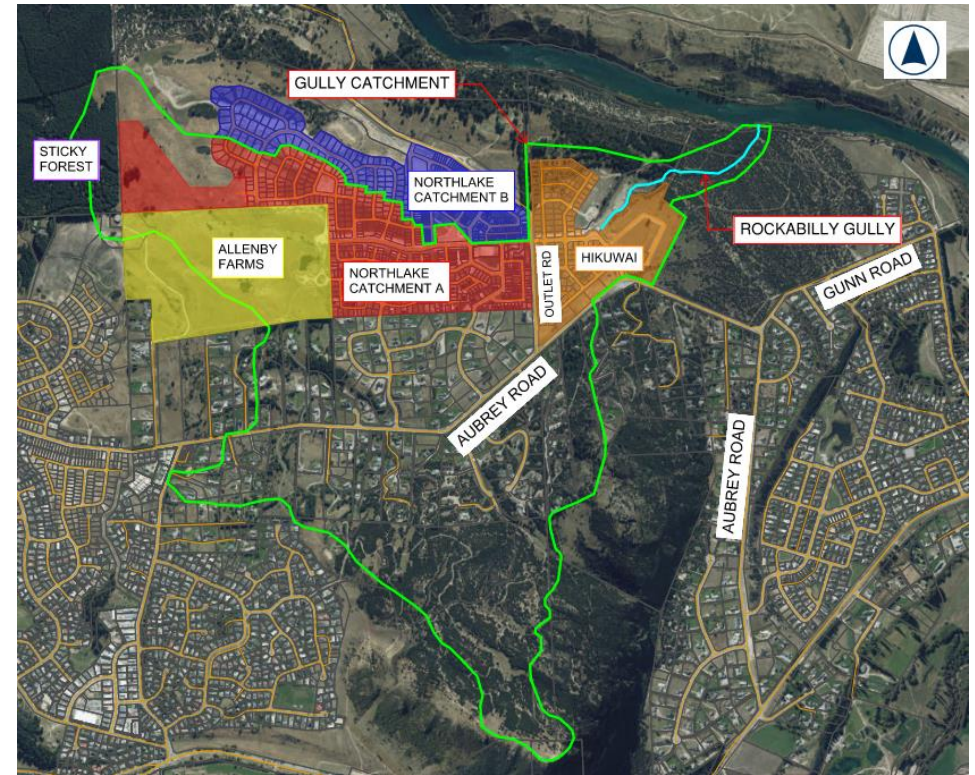 GULLY CATCHMENT
STICKY
FOREST
NORTHLAKE
CATCHMENT B
ROCKABILLY GULLY
ALLENBY
FARMS
HIKUWAI
NORTHLAKE
CATCHMENT A
OUTLET RD
GUNN ROAD
AUBREY ROAD
AUBREY ROAD